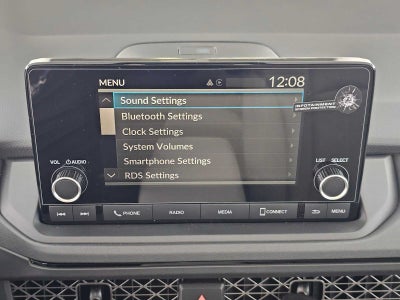 MENU
12:08
Sound Settings
INFOTAINMENT
Bluetooth Settings
Clock Settings
System Volumes
VOL AUDIO
LIST SELECT
Smartphone Settings
RDS Settings
PHONE RADIO MEDIA CONNECT MENU